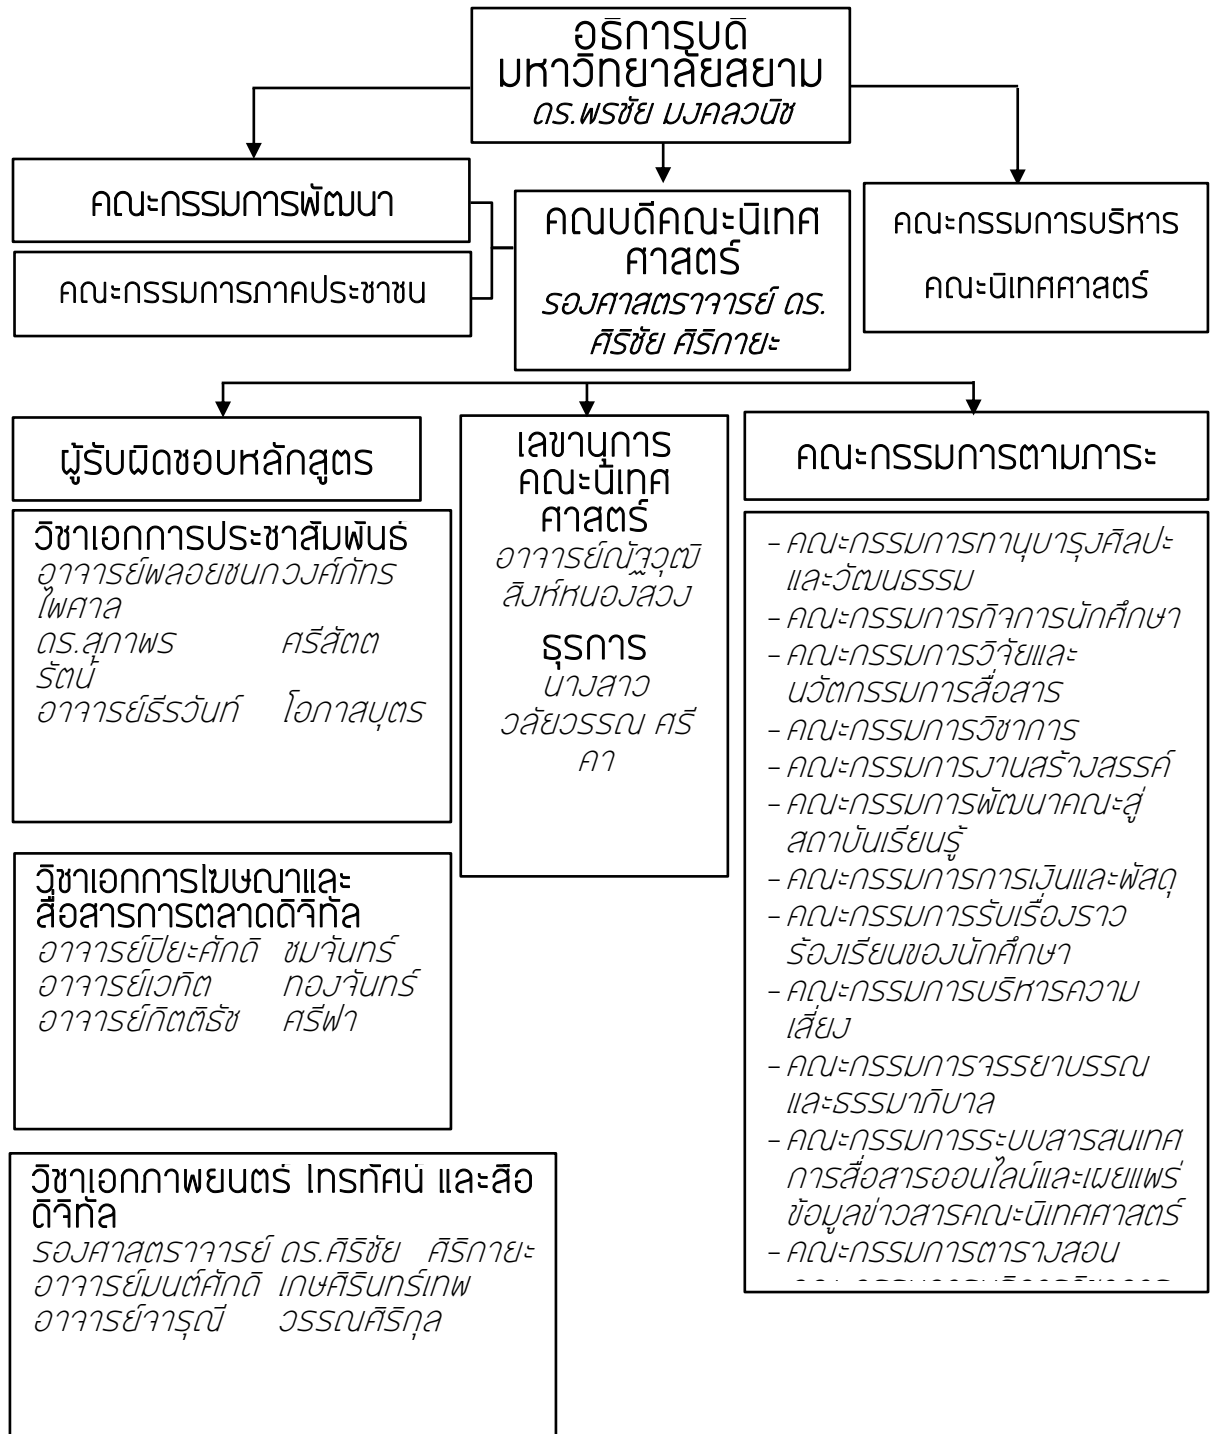 อธิการบดี
มหาวิทยาลัยสยาม
ดร.พรชัย มงคลวนิช
คณะกรรมการพัฒนา
คณะกรรมการภาคประชาชน
คณบดีคณะนิเทศ
ศาสตร์
รองศาสตราจารย์ ดร.
ศิริชัย ศิริกายะ
คณะกรรมการบริหาร
คณะนิเทศศาสตร์
ผู้รับผิดชอบหลักสูตร
วิชาเอกการประชาสัมพันธ์
อาจารย์พลอยชนก วงศ์ภัทร
ไพศาล
ดร.สุภาพร ศรีสัตต
รัตน์
อาจารย์ธีรวันท์ โอภาสบุตร
วิชาเอกการโฆษณาและ
สื่อสารการตลาดดิจิทัล
อาจารย์ปิยะศักดิ์ ชมจันทร์
อาจารย์เวทิต ทองจันทร์
อาจารย์กิตติธัช ศรีฟ้า
วิชาเอกภาพยนตร์ โทรทัศน์ และสื่อ
ดิจิทัล
รองศาสตราจารย์ ดร.ศิริชัย ศิริกายะ
อาจารย์มนต์ศักดิ์ เกษศิรินทร์เทพ
อาจารย์จารุณี วรรณศิริกุล
เลขานุการ
คณะนิเทศ
ศาสตร์
อาจารย์ณัฐวุฒิ
สิงห์หนองสวง
ธุรการ
นางสาว
วลัยวรรณ ศรี
คา
คณะกรรมการตามภาระ
- คณะกรรมการทานุบารุงศิลปะ
และวัฒนธรรม
- คณะกรรมการกิจการนักศึกษา
- คณะกรรมการวิจัยและ
นวัตกรรมการสื่อสาร
- คณะกรรมการวิชาการ
- คณะกรรมการงานสร้างสรรค์
- คณะกรรมการพัฒนาคณะสู่
สถาบันเรียนรู้
- คณะกรรมการการเงินและพัสดุ
- คณะกรรมการรับเรื่องราว
ร้องเรียนของนักศึกษา
- คณะกรรมการบริหารความ
เสี่ยง
- คณะกรรมการจรรยาบรรณ
และธรรมาภิบาล
- คณะกรรมการระบบสารสนเทศ
การสื่อสารออนไลน์และเผยแพร่
ข้อมูลข่าวสารคณะนิเทศศาสตร์
- คณะกรรมการตารางสอน